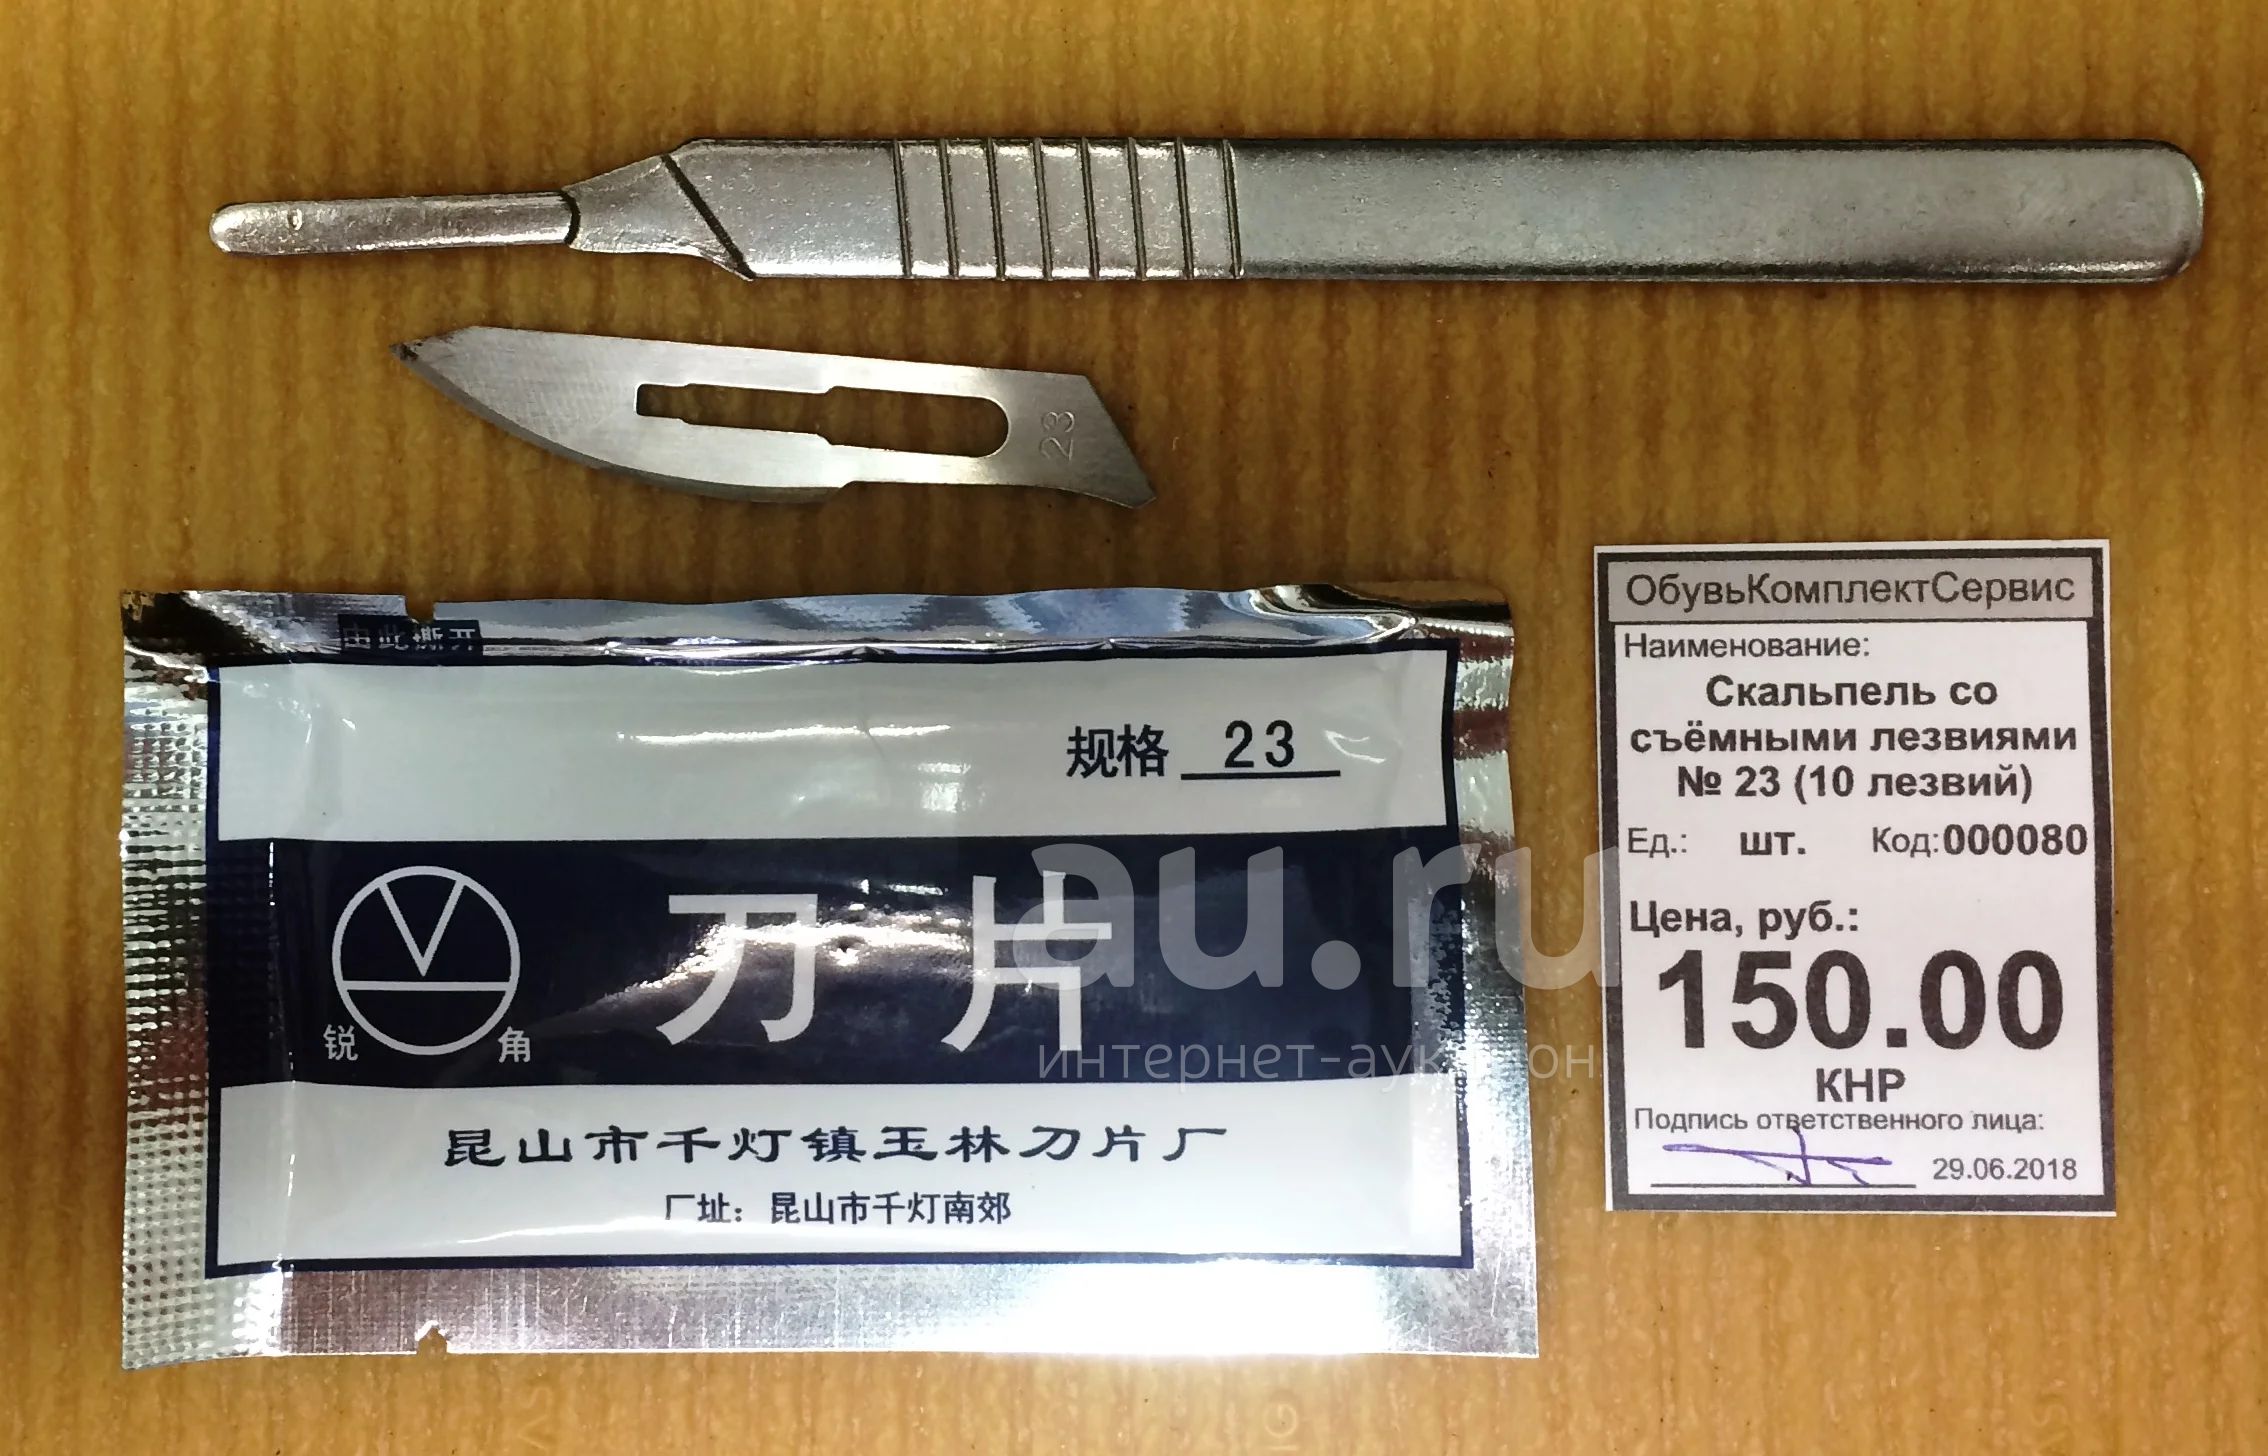 23
由此撕开
规格 23
刀片
锐 角
昆山市千灯镇玉林刀片厂
厂址：昆山市千灯南郊
ОбувьКомплектСервис
Наименование:
Скальпель со
съёмными лезвиями
№ 23 (10 лезвий)
Ед.: шт. Код:000080
Цена, руб.:
150.00
КНР
Подпись ответственного лица:
29.06.2018
au.ru
интернет-аукцион